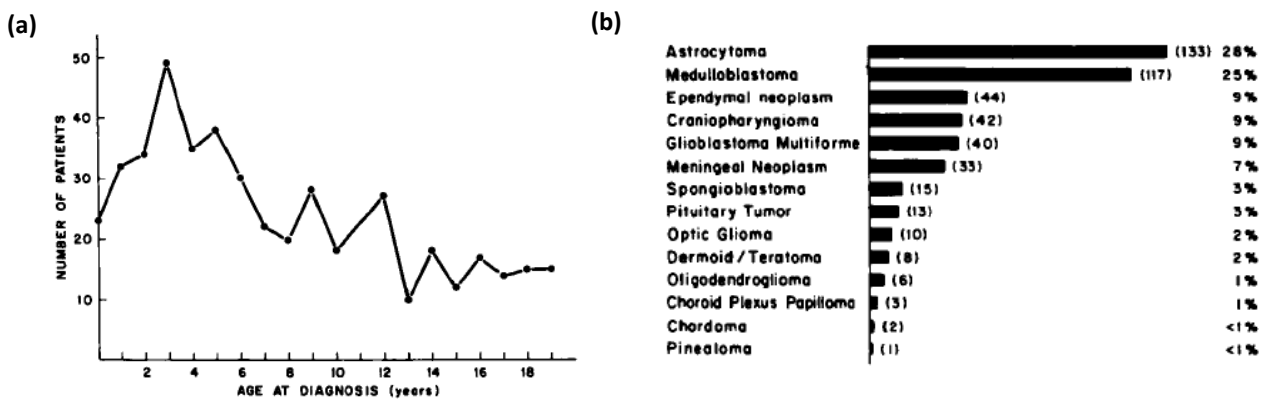 (a)
NUMBER OF PATIENTS
50
40
30
20
10
2 4 6 8 10 12 14 16 18
AGE AT DIAGNOSIS (years)
(b)
Astrocytoma (133) 28%
Medulloblastoma (117) 25%
Ependymal neoplasm (44) 9%
Craniopharyngioma (42) 9%
Glioblastoma Multiforme (40) 9%
Meningeal Neoplasm (33) 7%
Spongioblastoma (15) 3%
Pituitary Tumor (13) 3%
Optic Glioma (10) 2%
Dermoid/Teratoma (8) 2%
Oligodendroglioma (6) 1%
Choroid Plexus Papilloma (3) 1%
Chordoma (2) <1%
Pinealoma (1) <1%